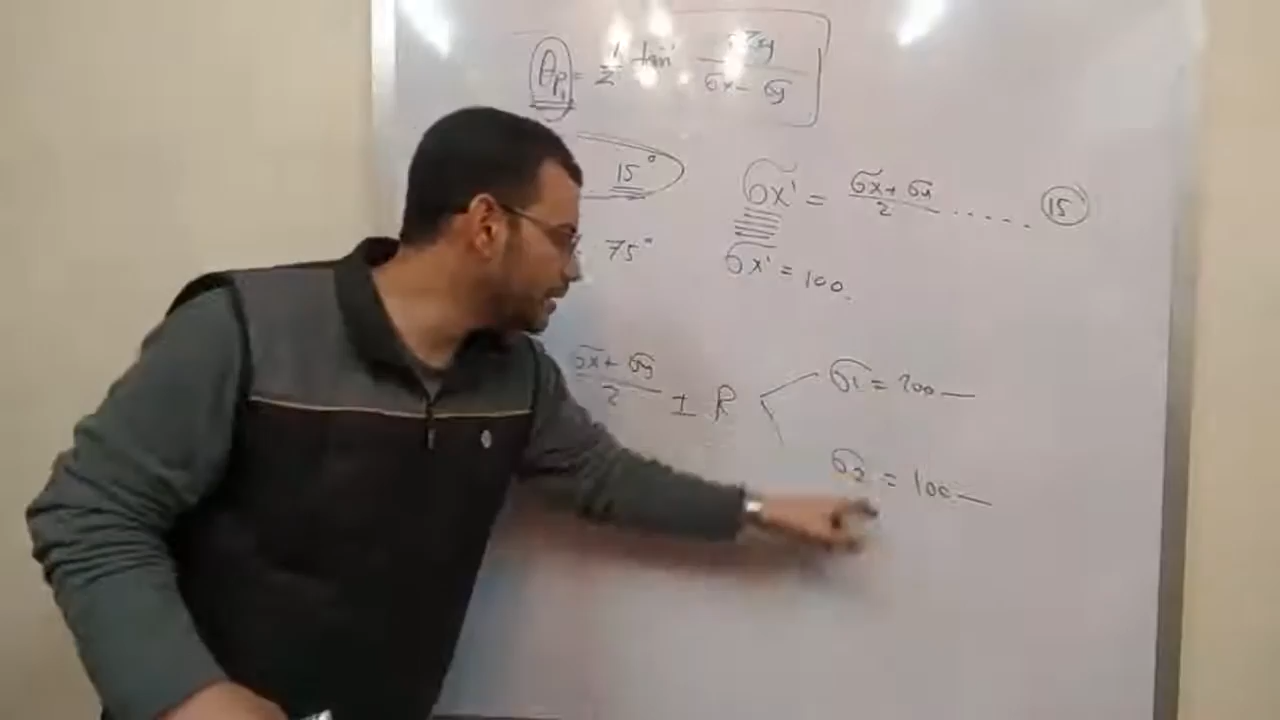 θp₁ = 1/2 tan⁻¹ 2τxy / (σx - σy)
15°
σx' = (σx + σy)/2 ...... 15
75°
σx' = 100.
(σx + σy)/2 ± R
σ1 = 200
σ2 = 100